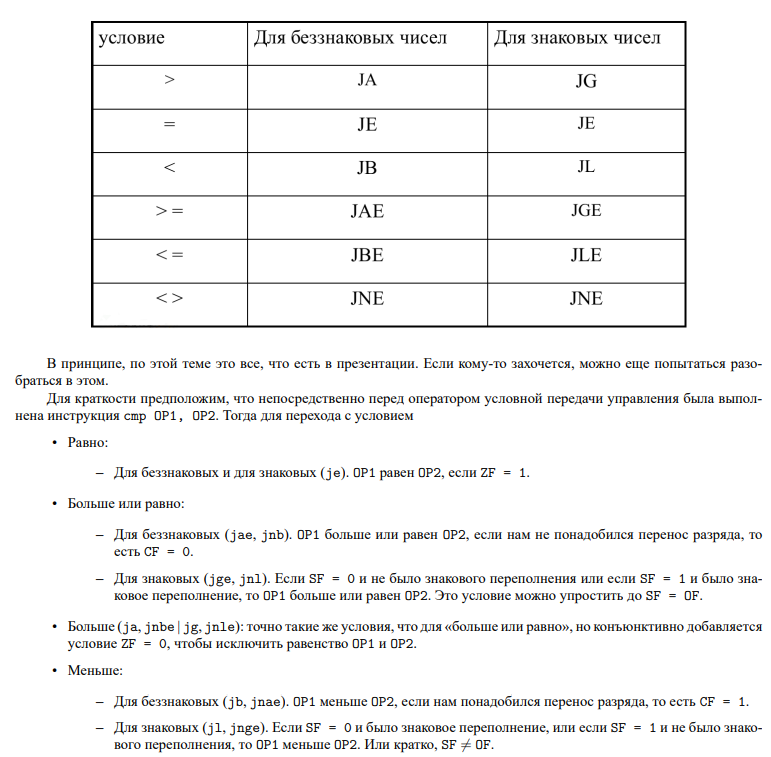 условие Для беззнаковых чисел Для знаковых чисел
> JA JG
= JE JE
< JB JL
> = JAE JGE
< = JBE JLE
< > JNE JNE
В принципе, по этой теме это все, что есть в презентации. Если кому-то захочется, можно еще попытаться разо-
браться в этом.
Для краткости предположим, что непосредственно перед оператором условной передачи управления была выпол-
нена инструкция cmp OP1, OP2. Тогда для перехода с условием
• Равно:
– Для беззнаковых и для знаковых (je). OP1 равен OP2, если ZF = 1.
• Больше или равно:
– Для беззнаковых (jae, jnb). OP1 больше или равен OP2, если нам не понадобился перенос разряда, то
есть CF = 0.
– Для знаковых (jge, jnl). Если SF = 0 и не было знакового переполнения или если SF = 1 и было зна-
ковое переполнение, то OP1 больше или равен OP2. Это условие можно упростить до SF = OF.
• Больше (ja, jnbe|jg, jnle): точно такие же условия, что для «больше или равно», но конъюнктивно добавляется
условие ZF = 0, чтобы исключить равенство OP1 и OP2.
• Меньше:
– Для беззнаковых (jb, jnae). OP1 меньше OP2, если нам понадобился перенос разряда, то есть CF = 1.
– Для знаковых (jl, jnge). Если SF = 0 и было знаковое переполнение, или если SF = 1 и не было знако-
вого переполнения, то OP1 меньше OP2. Или кратко, SF ≠ OF.